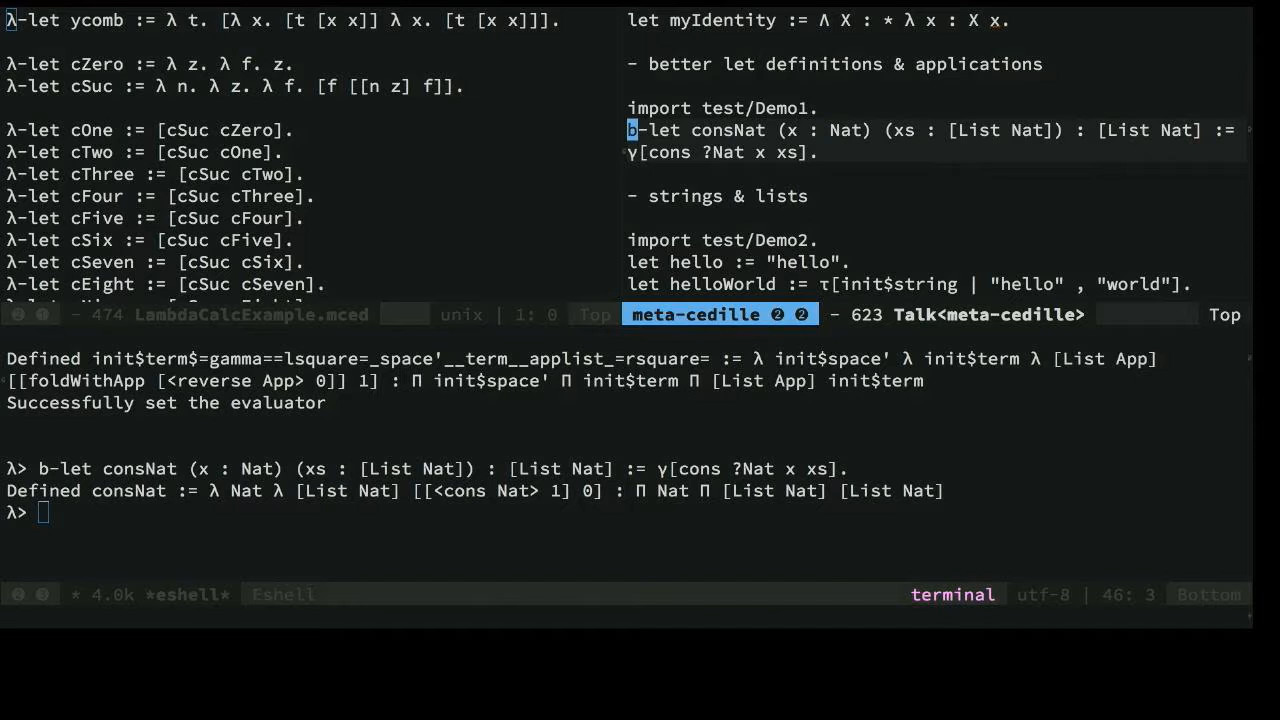 λ-let ycomb := λ t. [λ x. [t [x x]] λ x. [t [x x]]].
λ-let cZero := λ z. λ f. z.
λ-let cSuc := λ n. λ z. λ f. [f [[n z] f]].
λ-let cOne := [cSuc cZero].
λ-let cTwo := [cSuc cOne].
λ-let cThree := [cSuc cTwo].
λ-let cFour := [cSuc cThree].
λ-let cFive := [cSuc cFour].
λ-let cSix := [cSuc cFive].
λ-let cSeven := [cSuc cSix].
λ-let cEight := [cSuc cSeven].
❷ ❶ - 474 LambdaCalcExample.mced unix | 1: 0 Top
let myIdentity := Λ X : * λ x : X x.
- better let definitions & applications
import test/Demo1.
b-let consNat (x : Nat) (xs : [List Nat]) : [List Nat] :=
γ[cons ?Nat x xs].
- strings & lists
import test/Demo2.
let hello := "hello".
let helloWorld := τ[init$string | "hello" , "world"].
meta-cedille ❷ ❷ - 623 Talk<meta-cedille> Top
Defined init$term$=gamma==lsquare=_space'__term__applist_=rsquare= := λ init$space' λ init$term λ [List App]
[[foldWithApp [<reverse App> 0]] 1] : Π init$space' Π init$term Π [List App] init$term
Successfully set the evaluator
λ> b-let consNat (x : Nat) (xs : [List Nat]) : [List Nat] := γ[cons ?Nat x xs].
Defined consNat := λ Nat λ [List Nat] [[<cons Nat> 1] 0] : Π Nat Π [List Nat] [List Nat]
λ>
❷ ❸ * 4.0k *eshell* Eshell terminal utf-8 | 46: 3 Bottom